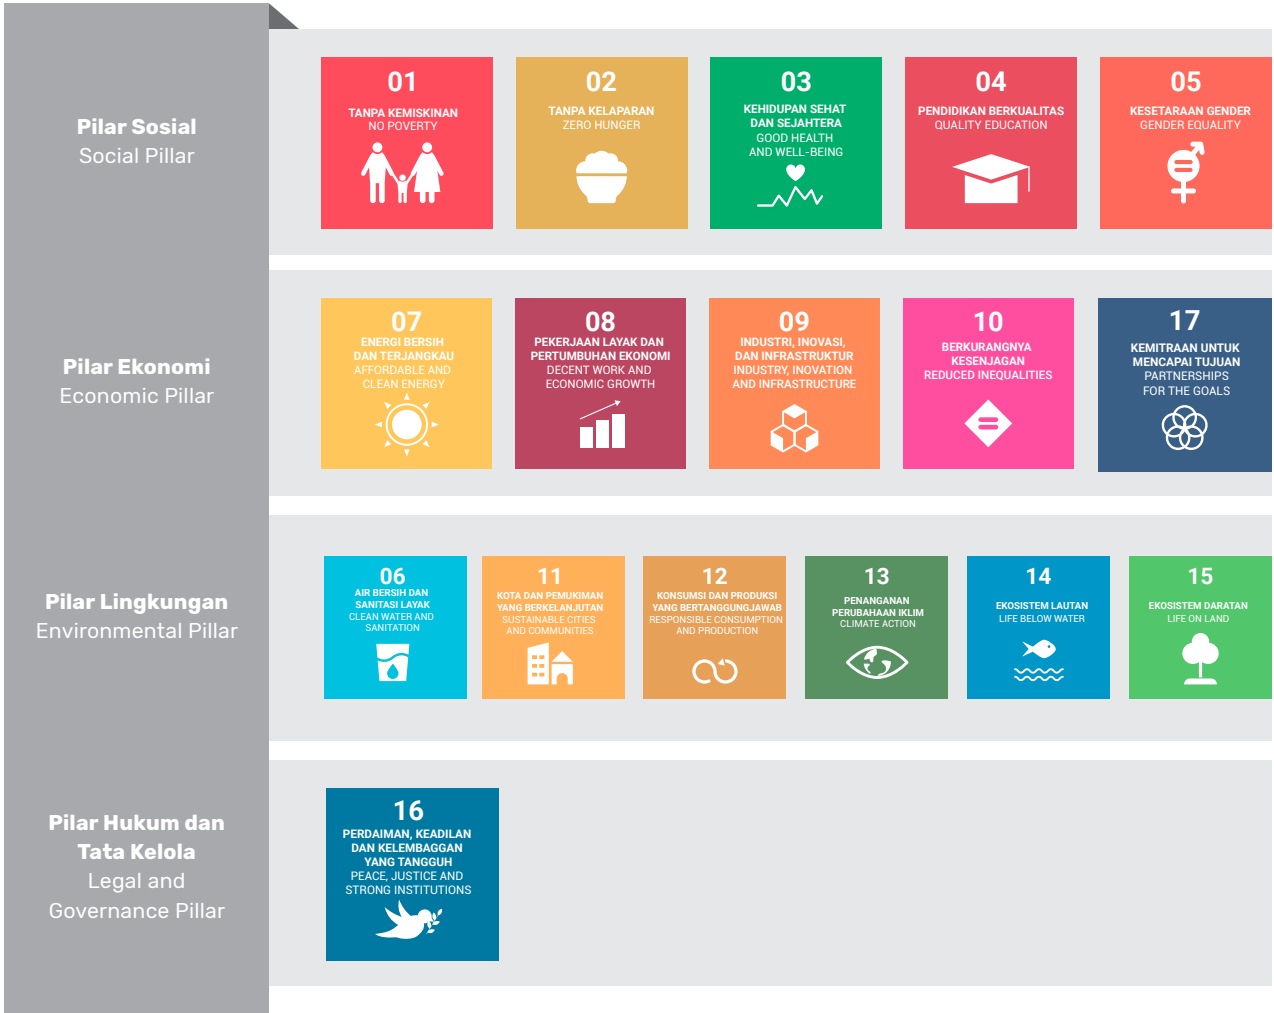 Pilar Sosial
Social Pillar
01
TANPA KEMISKINAN
NO POVERTY
02
TANPA KELAPARAN
ZERO HUNGER
03
KEHIDUPAN SEHAT
DAN SEJAHTERA
GOOD HEALTH
AND WELL-BEING
04
PENDIDIKAN BERKUALITAS
QUALITY EDUCATION
05
KESETARAAN GENDER
GENDER EQUALITY
Pilar Ekonomi
Economic Pillar
07
ENERGI BERSIH
DAN TERJANGKAU
AFFORDABLE AND
CLEAN ENERGY
08
PEKERJAAN LAYAK DAN
PERTUMBUHAN EKONOMI
DECENT WORK AND
ECONOMIC GROWTH
09
INDUSTRI, INOVASI,
DAN INFRASTRUKTUR
INDUSTRY, INOVATION
AND INFRASTRUCTURE
10
BERKURANGNYA
KESENJAGAN
REDUCED INEQUALITIES
17
KEMITRAAN UNTUK
MENCAPAI TUJUAN
PARTNERSHIPS
FOR THE GOALS
Pilar Lingkungan
Environmental Pillar
06
AIR BERSIH DAN
SANITASI LAYAK
CLEAN WATER AND
SANITATION
11
KOTA DAN PEMUKIMAN
YANG BERKELANJUTAN
SUSTAINABLE CITIES
AND COMMUNITIES
12
KONSUMSI DAN PRODUKSI
YANG BERTANGGUNGJAWAB
RESPONSIBLE CONSUMPTION
AND PRODUCTION
13
PENANGANAN
PERUBAHAAN IKLIM
CLIMATE ACTION
14
EKOSISTEM LAUTAN
LIFE BELOW WATER
15
EKOSISTEM DARATAN
LIFE ON LAND
Pilar Hukum dan
Tata Kelola
Legal and
Governance Pillar
16
PERDAIMAN, KEADILAN
DAN KELEMBAGGAN
YANG TANGGUH
PEACE, JUSTICE AND
STRONG INSTITUTIONS